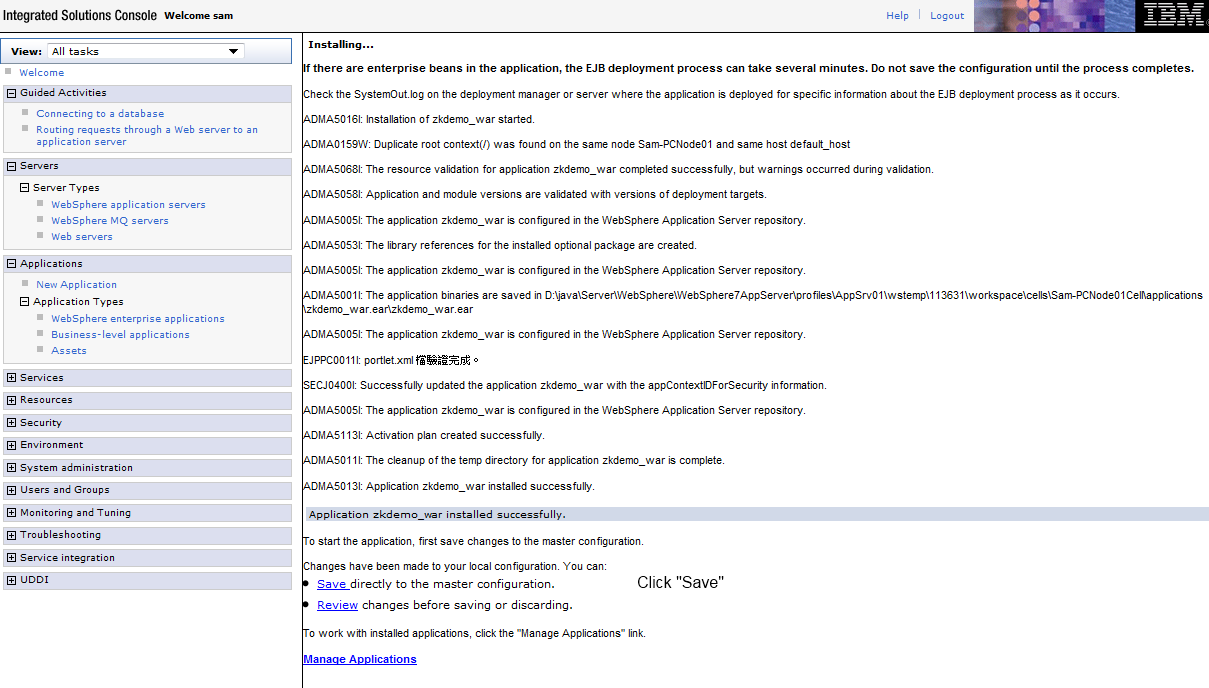 Integrated Solutions Console Welcome sam
Help Logout
IBM
View: All tasks
Welcome
Guided Activities
Connecting to a database
Routing requests through a Web server to an
application server
Servers
Server Types
WebSphere application servers
WebSphere MQ servers
Web servers
Applications
New Application
Application Types
WebSphere enterprise applications
Business-level applications
Assets
Services
Resources
Security
Environment
System administration
Users and Groups
Monitoring and Tuning
Troubleshooting
Service integration
UDDI
Installing...
If there are enterprise beans in the application, the EJB deployment process can take several minutes. Do not save the configuration until the process completes.
Check the SystemOut.log on the deployment manager or server where the application is deployed for specific information about the EJB deployment process as it occurs.
ADMA5016I: Installation of zkdemo_war started.
ADMA0159W: Duplicate root context(/) was found on the same node Sam-PCNode01 and same host default_host
ADMA5068I: The resource validation for application zkdemo_war completed successfully, but warnings occurred during validation.
ADMA5058I: Application and module versions are validated with versions of deployment targets.
ADMA5005I: The application zkdemo_war is configured in the WebSphere Application Server repository.
ADMA5053I: The library references for the installed optional package are created.
ADMA5005I: The application zkdemo_war is configured in the WebSphere Application Server repository.
ADMA5001I: The application binaries are saved in D:\java\Server\WebSphere\WebSphere7AppServer\profiles\AppSrv01\wstemp\113631\workspace\cells\Sam-PCNode01Cell\applications
\zkdemo_war.ear\zkdemo_war.ear
ADMA5005I: The application zkdemo_war is configured in the WebSphere Application Server repository.
EJPPC0011I: portlet.xml 檔驗證完成。
SECJ0400I: Successfully updated the application zkdemo_war with the appContextIDForSecurity information.
ADMA5005I: The application zkdemo_war is configured in the WebSphere Application Server repository.
ADMA5113I: Activation plan created successfully.
ADMA5011I: The cleanup of the temp directory for application zkdemo_war is complete.
ADMA5013I: Application zkdemo_war installed successfully.
Application zkdemo_war installed successfully.
To start the application, first save changes to the master configuration.
Changes have been made to your local configuration. You can:
Save directly to the master configuration.
Click "Save"
Review changes before saving or discarding.
To work with installed applications, click the "Manage Applications" link.
Manage Applications